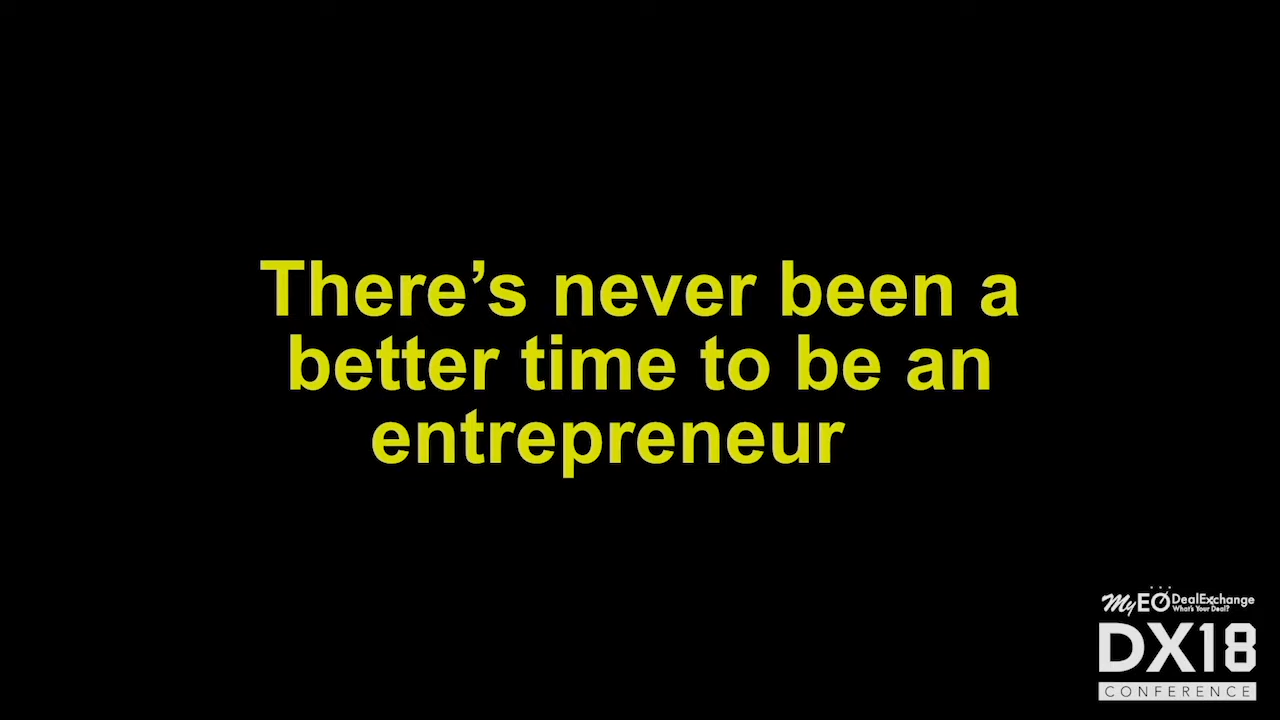 There’s never been a
better time to be an
entrepreneur
MyEO DealExchange
What's Your Deal?
DX18
CONFERENCE